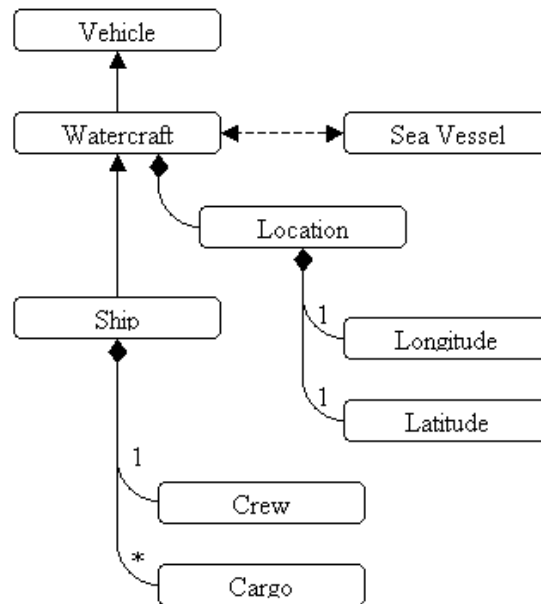 Vehicle
Watercraft
Sea Vessel
Location
Ship
1
Longitude
1
Latitude
1
Crew
*
Cargo